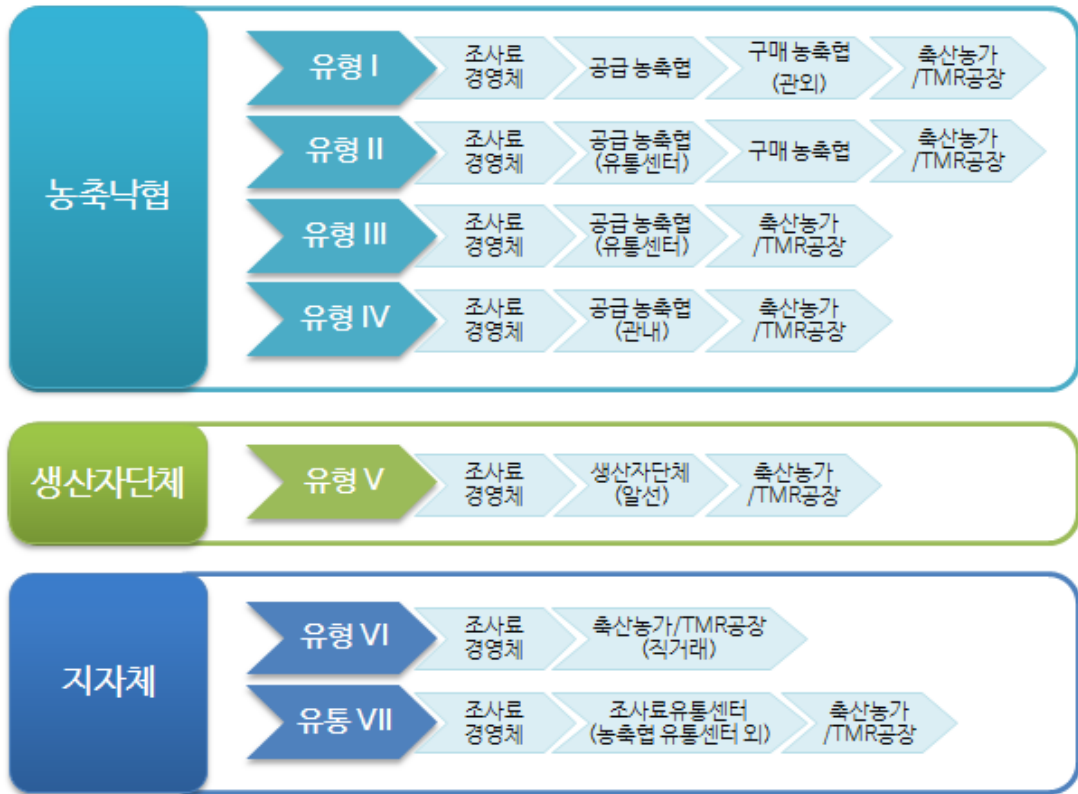 농축낙협
유형 I
조사료
경영체
공급 농축협
구매 농축협
(관외)
축산농가
/TMR공장
유형 II
조사료
경영체
공급 농축협
(유통센터)
구매 농축협
축산농가
/TMR공장
유형 III
조사료
경영체
공급 농축협
(유통센터)
축산농가
/TMR공장
유형 IV
조사료
경영체
공급 농축협
(관내)
축산농가
/TMR공장
생산자단체
유형 V
조사료
경영체
생산자단체
(알선)
축산농가
/TMR공장
지자체
유형 VI
조사료
경영체
축산농가/TMR공장
(직거래)
유통 VII
조사료
경영체
조사료유통센터
(농축협 유통센터 외)
축산농가
/TMR공장